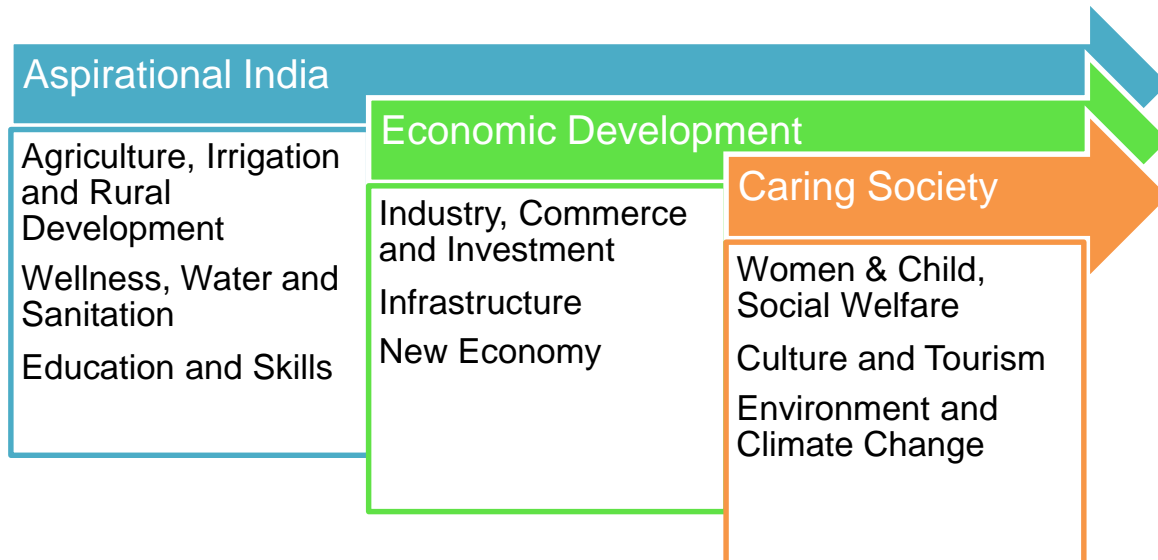 Aspirational India
Agriculture, Irrigation
and Rural
Development
Wellness, Water and
Sanitation
Education and Skills
Economic Development
Industry, Commerce
and Investment
Infrastructure
New Economy
Caring Society
Women & Child,
Social Welfare
Culture and Tourism
Environment and
Climate Change